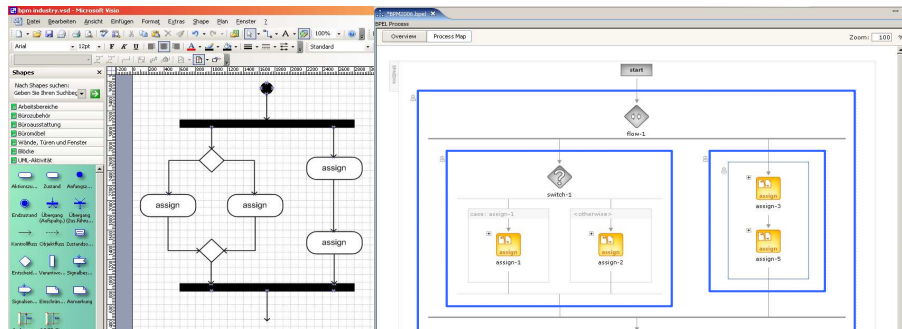 bpm industry.vsd - Microsoft Visio
Datei Bearbeiten Ansicht Einfügen Format Extras Shape Plan Fenster ?
100%
Arial 12pt F K U Standard
Shapes
Nach Shapes suchen:
Geben Sie Ihren Suchbeg
Arbeitsbereiche
Bürozubehör
Büroausstattung
Büromöbel
Wände, Türen und Fenster
Blöcke
UML-Aktivität
Aktionszu... Zustand Anfangsz...
Endzustand Übergang Übergang
(Aufspaltg.)
Kontrollfluss Objektfluss Zustandso...
Entscheid... Verantwo... Signalbes...
Signalsen... Einschrän... Anmerkung
assign
assign
assign
assign
*BPM2006.bpel
BPEL Process
Overview Process Map
Zoom: 100 %
start
flow-1
switch-1
case: assign-1
<otherwise>
assign
assign-1
assign
assign-2
assign
assign-3
assign
assign-5